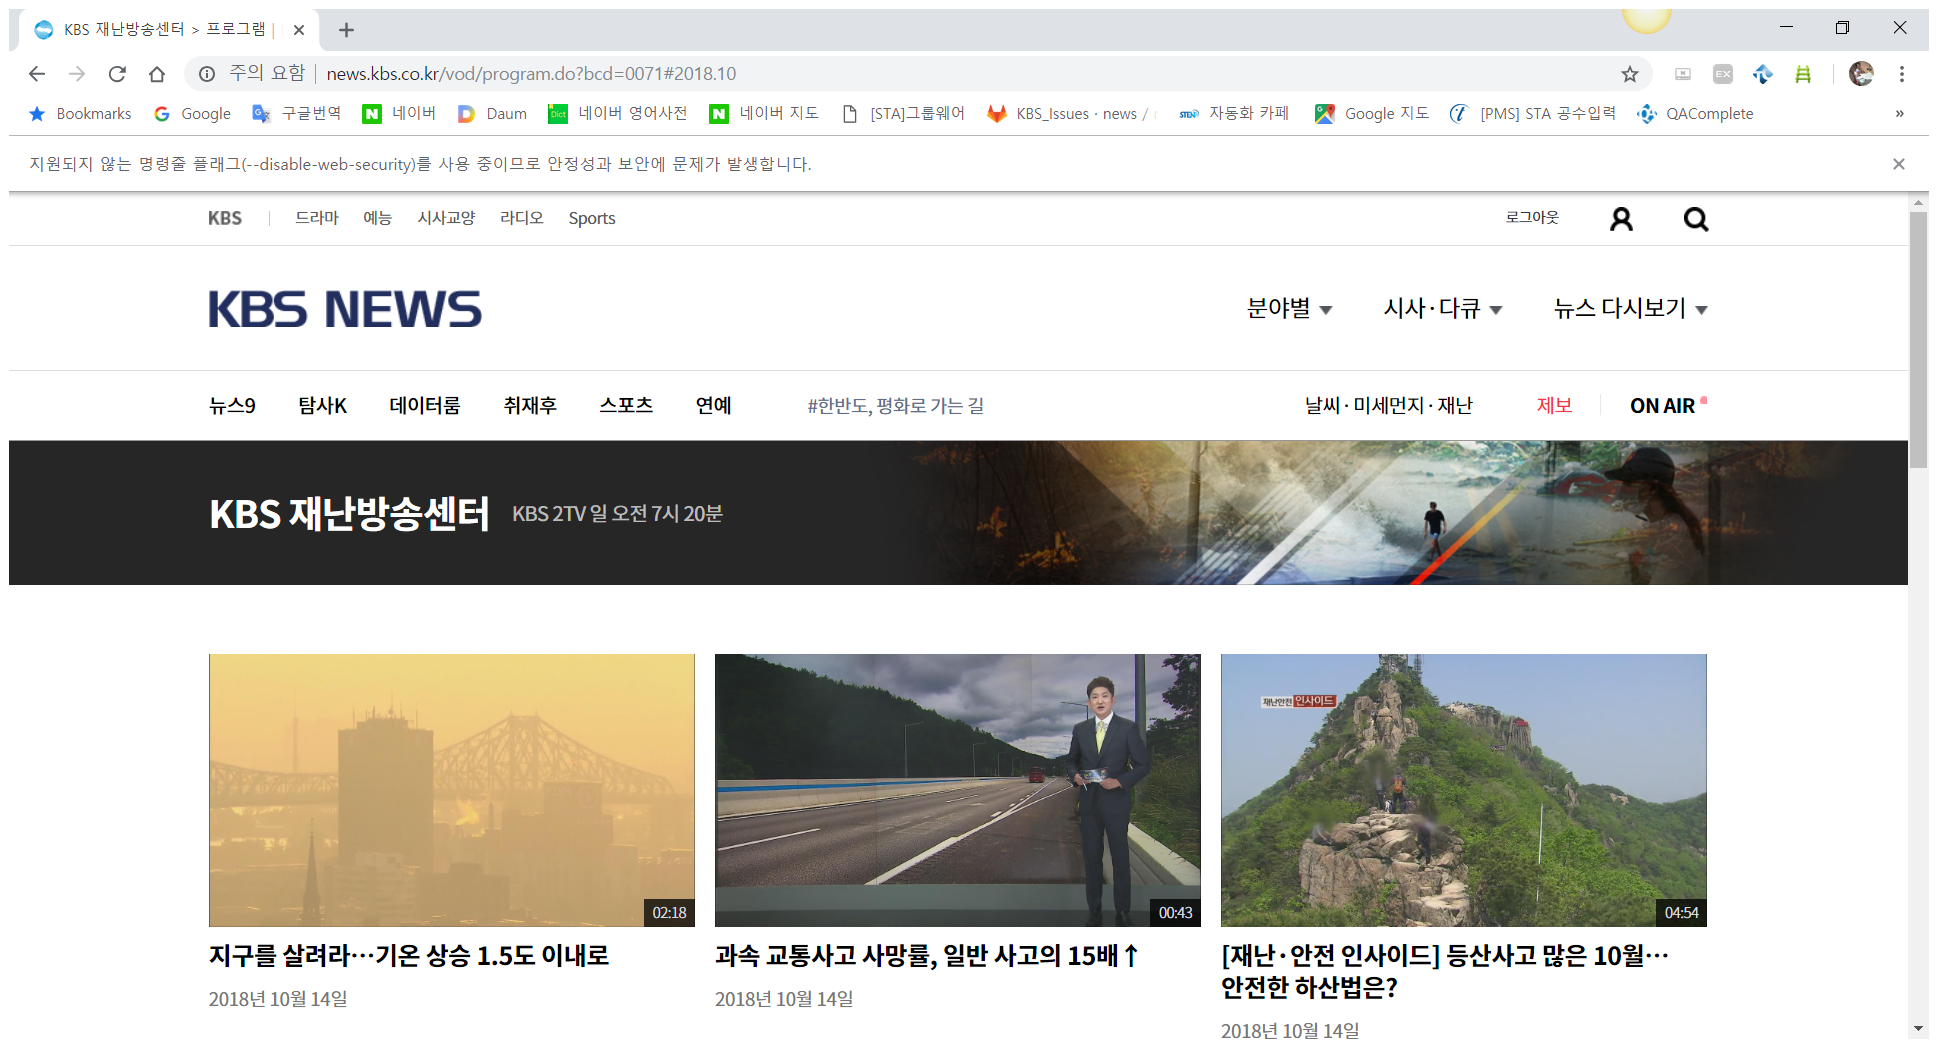 KBS 재난방송센터 > 프로그램 |
주의 요함 | news.kbs.co.kr/vod/program.do?bcd=0071#2018.10
EX
Bookmarks Google 구글번역 네이버 Daum 네이버 영어사전 네이버 지도 [STA]그룹웨어 KBS_Issues · news / 자동화 카페 Google 지도 [PMS] STA 공수입력 QAComplete »
지원되지 않는 명령줄 플래그(--disable-web-security)를 사용 중이므로 안정성과 보안에 문제가 발생합니다.
KBS 드라마 예능 시사교양 라디오 Sports 로그아웃
KBS NEWS 분야별 시사·다큐 뉴스 다시보기
뉴스9 탐사K 데이터룸 취재후 스포츠 연예 #한반도, 평화로 가는 길 날씨·미세먼지·재난 제보 ON AIR
KBS 재난방송센터 KBS 2TV 일 오전 7시 20분
재난안전 인사이드
02:18 00:43 04:54
지구를 살려라…기온 상승 1.5도 이내로
2018년 10월 14일
과속 교통사고 사망률, 일반 사고의 15배↑
2018년 10월 14일
[재난·안전 인사이드] 등산사고 많은 10월…
안전한 하산법은?
2018년 10월 14일